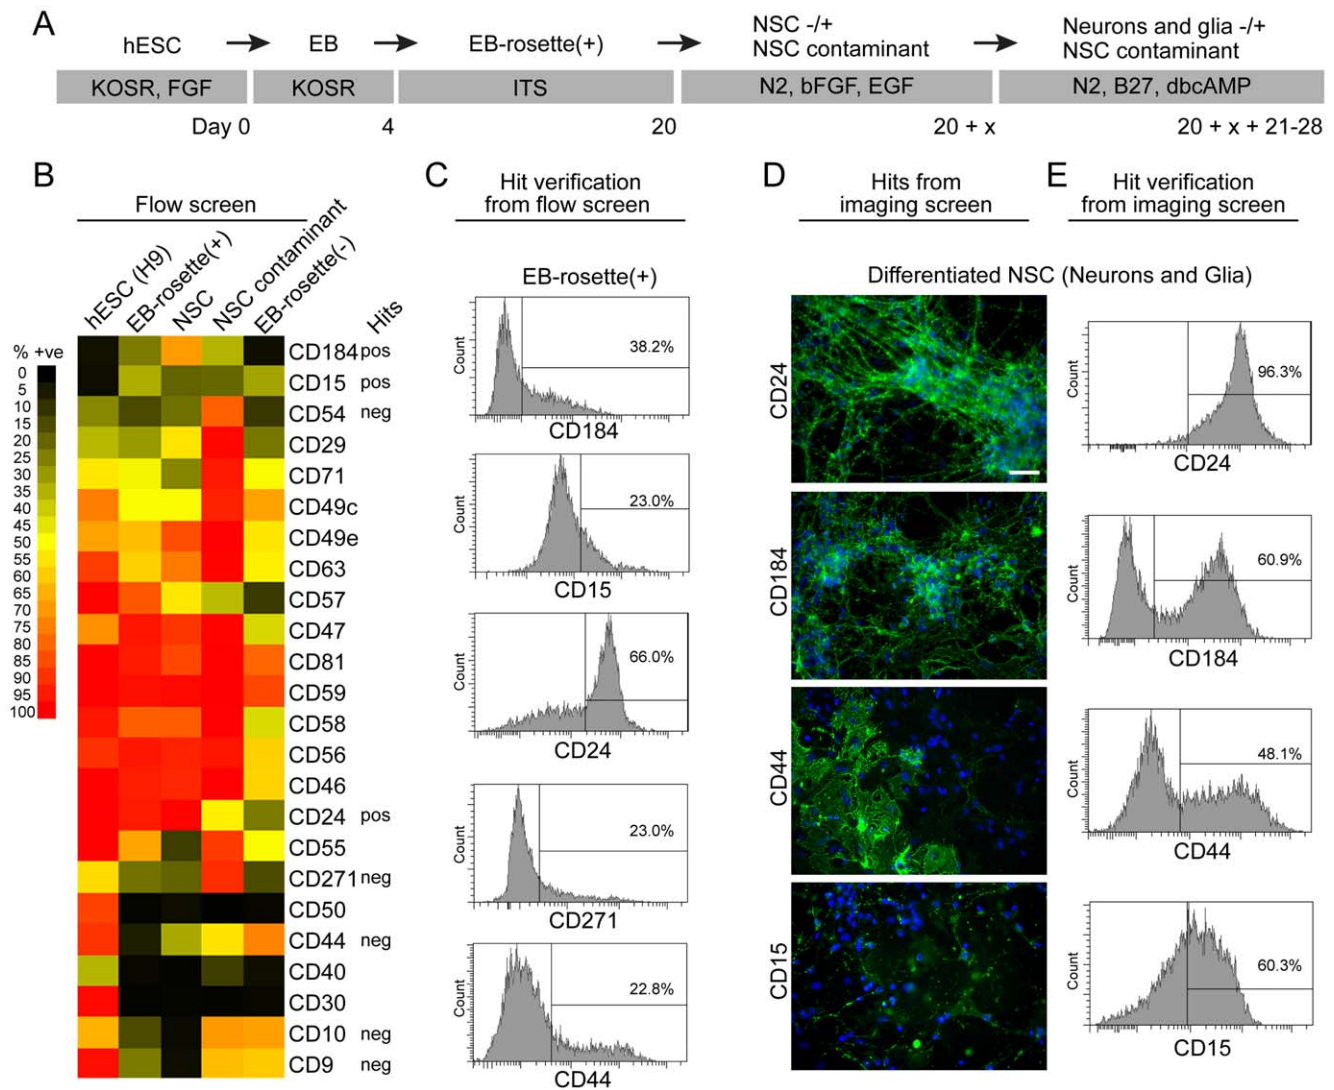 A
hESC
EB
EB-rosette(+)
NSC -/+
NSC contaminant
Neurons and glia -/+
NSC contaminant
KOSR, FGF
KOSR
ITS
N2, bFGF, EGF
N2, B27, dbcAMP
Day 0
4
20
20 + x
20 + x + 21-28
B
Flow screen
hESC (H9)
EB-rosette(+)
NSC
NSC contaminant
EB-rosette(-)
Hits
% +ve
0
5
10
15
20
25
30
35
40
45
50
55
60
65
70
75
80
85
90
95
100
CD184 pos
CD15 pos
CD54 neg
CD29
CD71
CD49c
CD49e
CD63
CD57
CD47
CD81
CD59
CD58
CD56
CD46
CD24 pos
CD55
CD271 neg
CD50
CD44 neg
CD40
CD30
CD10 neg
CD9 neg
C
Hit verification
from flow screen
EB-rosette(+)
Count
38.2%
CD184
Count
23.0%
CD15
Count
66.0%
CD24
Count
23.0%
CD271
Count
22.8%
CD44
D
Hits from
imaging screen
E
Hit verification
from imaging screen
Differentiated NSC (Neurons and Glia)
CD24
CD184
CD44
CD15
Count
96.3%
CD24
Count
60.9%
CD184
Count
48.1%
CD44
Count
60.3%
CD15